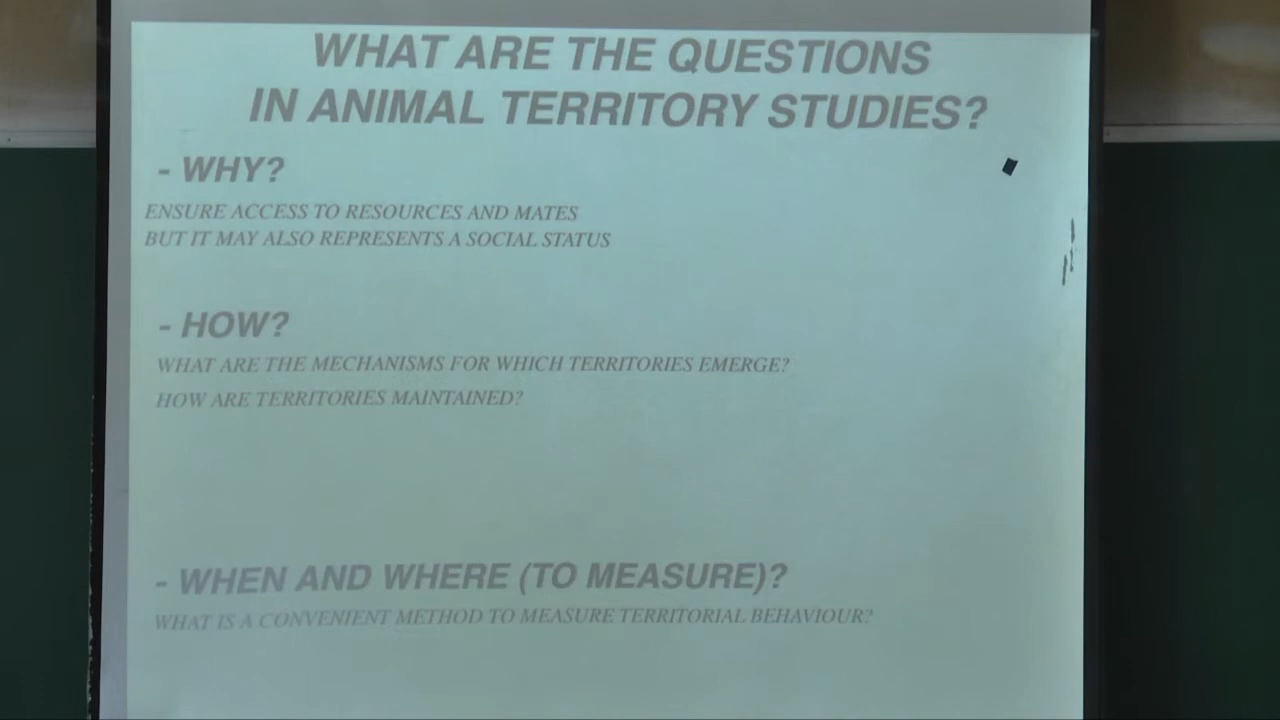 WHAT ARE THE QUESTIONS
IN ANIMAL TERRITORY STUDIES?
- WHY?
ENSURE ACCESS TO RESOURCES AND MATES
BUT IT MAY ALSO REPRESENTS A SOCIAL STATUS
- HOW?
WHAT ARE THE MECHANISMS FOR WHICH TERRITORIES EMERGE?
HOW ARE TERRITORIES MAINTAINED?
- WHEN AND WHERE (TO MEASURE)?
WHAT IS A CONVENIENT METHOD TO MEASURE TERRITORIAL BEHAVIOUR?